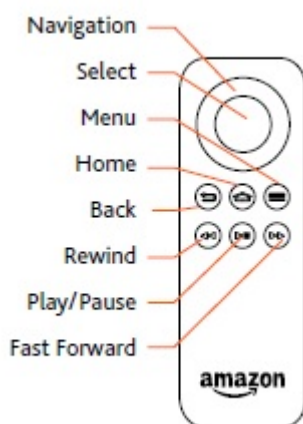 Navigation
Select
Menu
Home
Back
Rewind
Play/Pause
Fast Forward
amazon